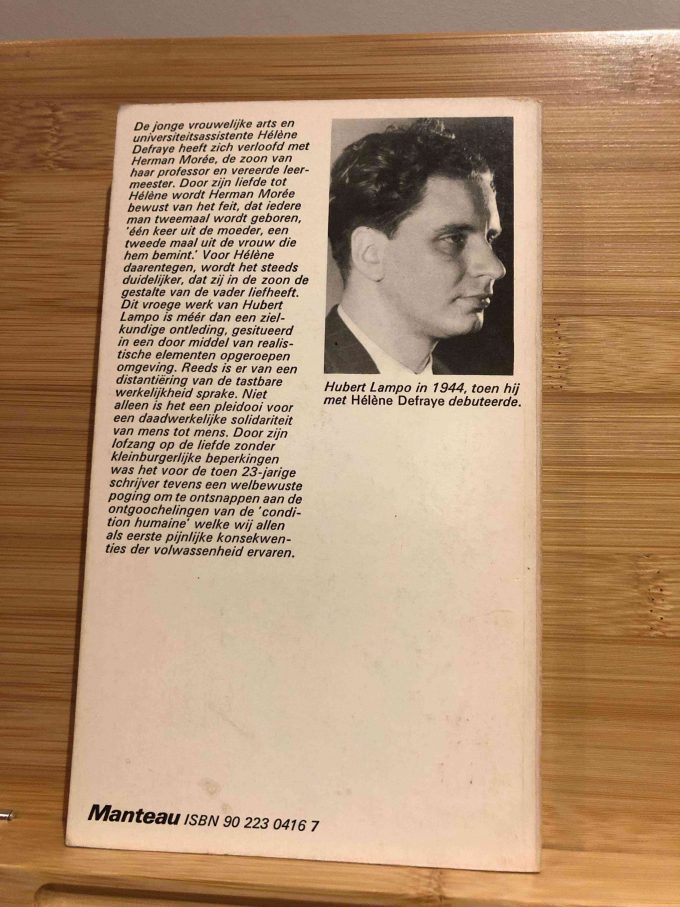 De jonge vrouwelijke arts en
universiteitsassistente Hélène
Defraye heeft zich verloofd met
Herman Morée, de zoon van
haar professor en vereerde leer-
meester. Door zijn liefde tot
Hélène wordt Herman Morée
bewust van het feit, dat iedere
man tweemaal wordt geboren,
'één keer uit de moeder, een
tweede maal uit de vrouw die
hem bemint.' Voor Hélène
daarentegen, wordt het steeds
duidelijker, dat zij in de zoon de
gestalte van de vader liefheeft.
Dit vroege werk van Hubert
Lampo is méér dan een ziel-
kundige ontleding, gesitueerd
in een door middel van realis-
tische elementen opgeroepen
omgeving. Reeds is er van een
distantiëring van de tastbare
werkelijkheid sprake. Niet
alleen is het een pleidooi voor
een daadwerkelijke solidariteit
van mens tot mens. Door zijn
lofzang op de liefde zonder
kleinburgerlijke beperkingen
was het voor de toen 23-jarige
schrijver tevens een welbewuste
poging om te ontsnappen aan de
ontgoochelingen van de 'condi-
tion humaine' welke wij allen
als eerste pijnlijke konsekwen-
ties der volwassenheid ervaren.
Hubert Lampo in 1944, toen hij
met Hélène Defraye debuteerde.
Manteau ISBN 90 223 0416 7